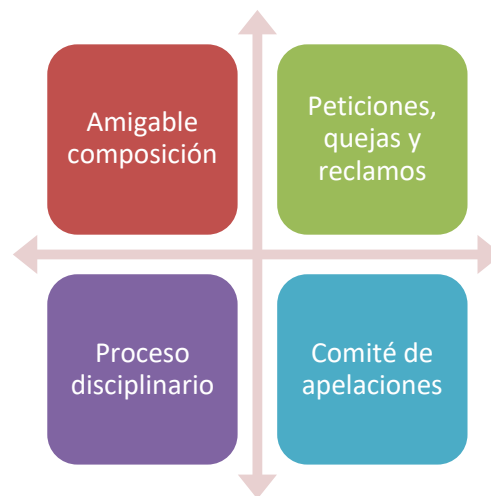 Amigable
composición
Peticiones,
quejas y
reclamos
Proceso
disciplinario
Comité de
apelaciones